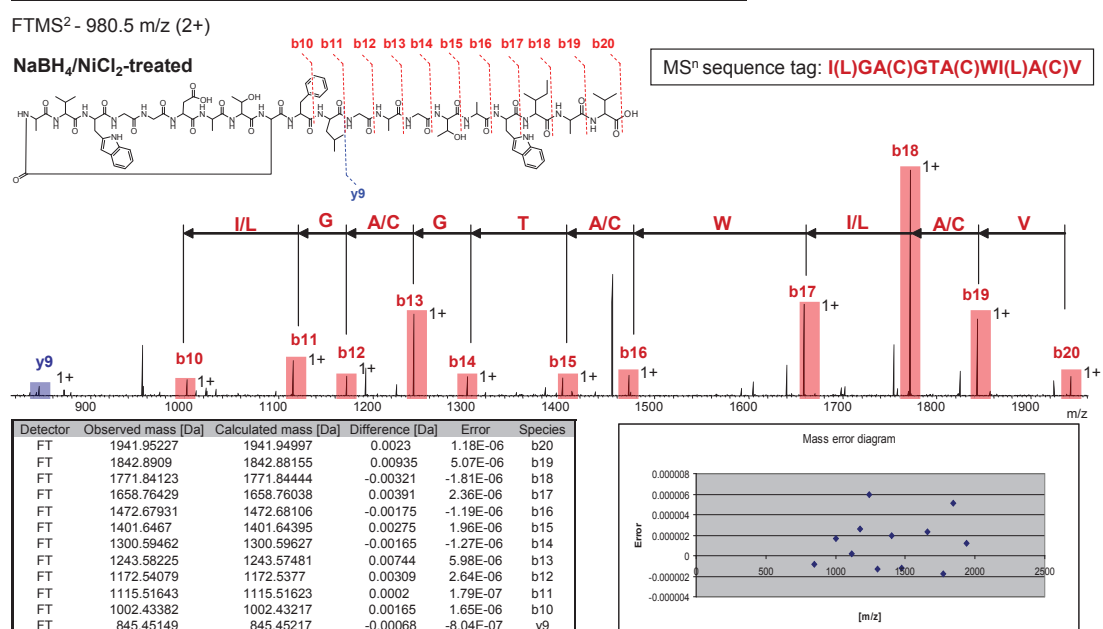 FTMS2 - 980.5 m/z (2+)
NaBH4/NiCl2-treated
b10 b11 b12 b13 b14 b15 b16 b17 b18 b19 b20
MSn sequence tag: I(L)GA(C)GTA(C)WI(L)A(C)V
y9
I/L G A/C G T A/C W I/L A/C V
y9 1+
b10 1+
b11 1+
b12 1+
b13 1+
b14 1+
b15 1+
b16 1+
b17 1+
b18 1+
b19 1+
b20 1+
900 1000 1100 1200 1300 1400 1500 1600 1700 1800 1900 m/z
Detector Observed mass [Da] Calculated mass [Da] Difference [Da] Error Species
FT 1941.95227 1941.94997 0.0023 1.18E-06 b20
FT 1842.8909 1842.88155 0.00935 5.07E-06 b19
FT 1771.84123 1771.84444 -0.00321 -1.81E-06 b18
FT 1658.76429 1658.76038 0.00391 2.36E-06 b17
FT 1472.67931 1472.68106 -0.00175 -1.19E-06 b16
FT 1401.6467 1401.64395 0.00275 1.96E-06 b15
FT 1300.59462 1300.59627 -0.00165 -1.27E-06 b14
FT 1243.58225 1243.57481 0.00744 5.98E-06 b13
FT 1172.54079 1172.5377 0.00309 2.64E-06 b12
FT 1115.51643 1115.51623 0.0002 1.79E-07 b11
FT 1002.43382 1002.43217 0.00165 1.65E-06 b10
FT 845.45149 845.45217 -0.00068 -8.04E-07 y9
Mass error diagram
Error
0.000008
0.000006
0.000004
0.000002
0
-0.000002
-0.000004
0 500 1000 1500 2000 2500
[m/z]